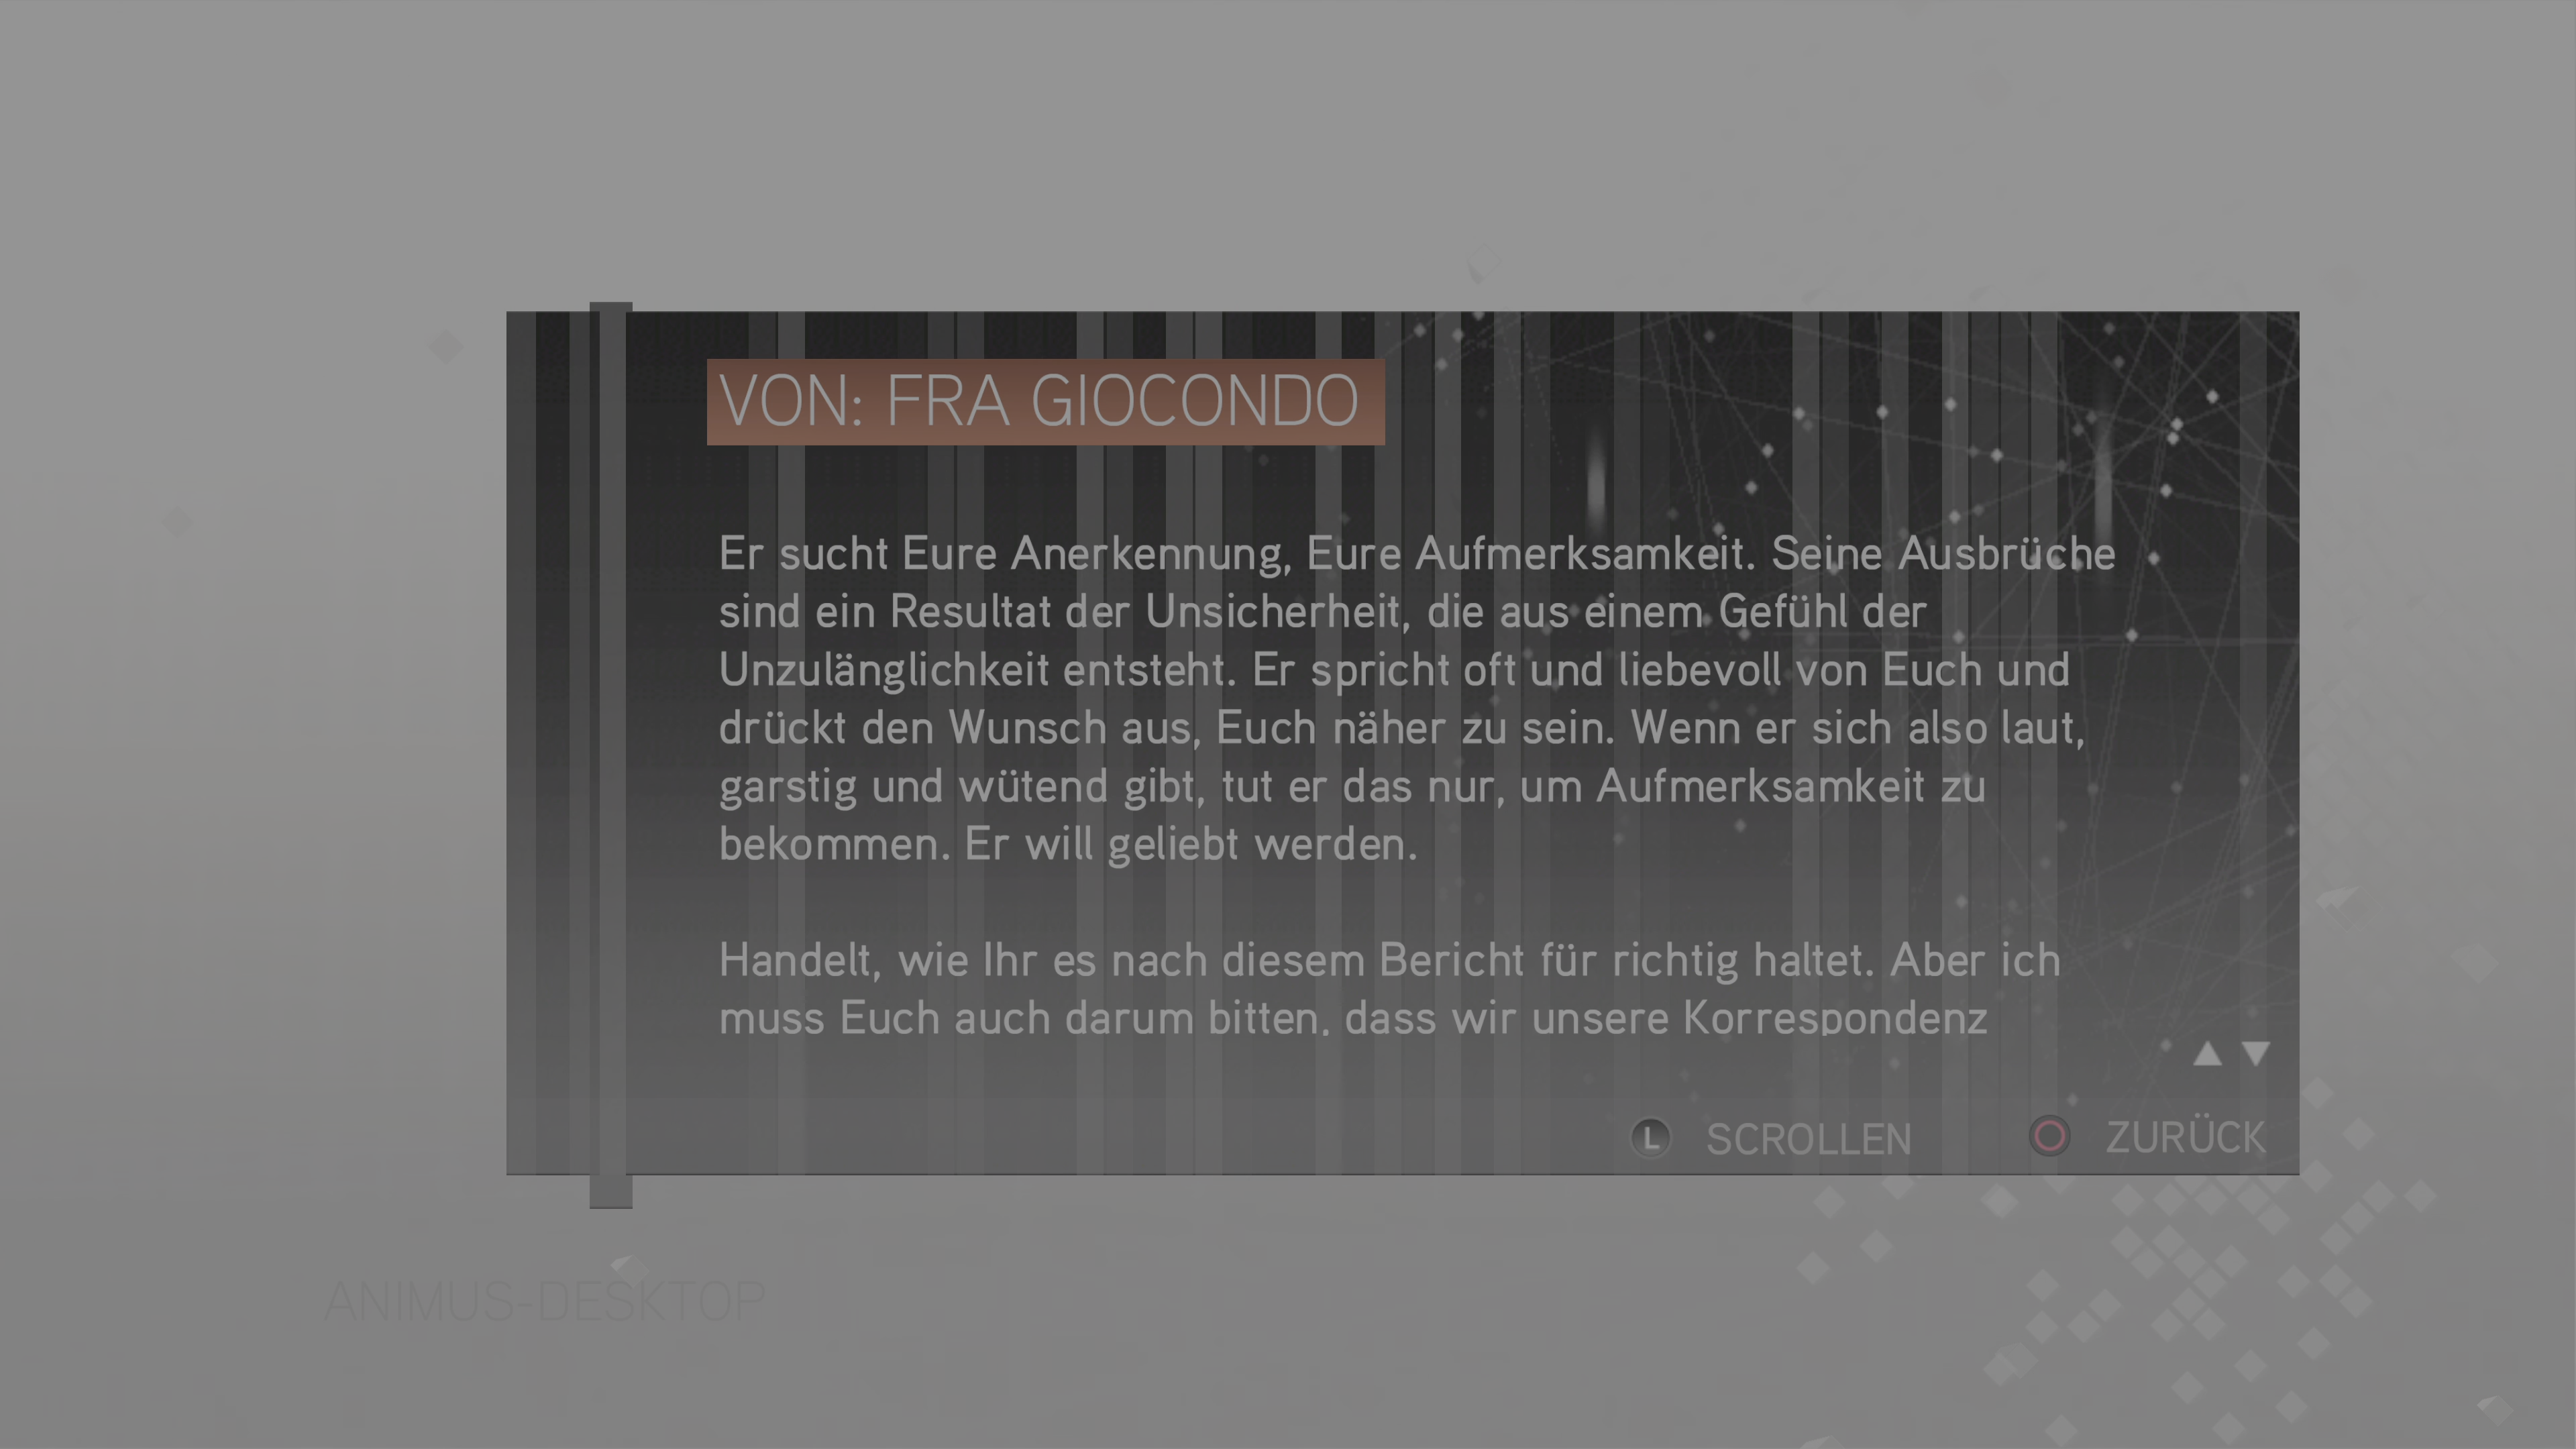 VON: FRA GIOCONDO
Er sucht Eure Anerkennung, Eure Aufmerksamkeit. Seine Ausbrüche
sind ein Resultat der Unsicherheit, die aus einem Gefühl der
Unzulänglichkeit entsteht. Er spricht oft und liebevoll von Euch und
drückt den Wunsch aus, Euch näher zu sein. Wenn er sich also laut,
garstig und wütend gibt, tut er das nur, um Aufmerksamkeit zu
bekommen. Er will geliebt werden.
Handelt, wie Ihr es nach diesem Bericht für richtig haltet. Aber ich
muss Euch auch darum bitten, dass wir unsere Korrespondenz
L SCROLLEN ZURÜCK
ANIMUS-DESKTOP